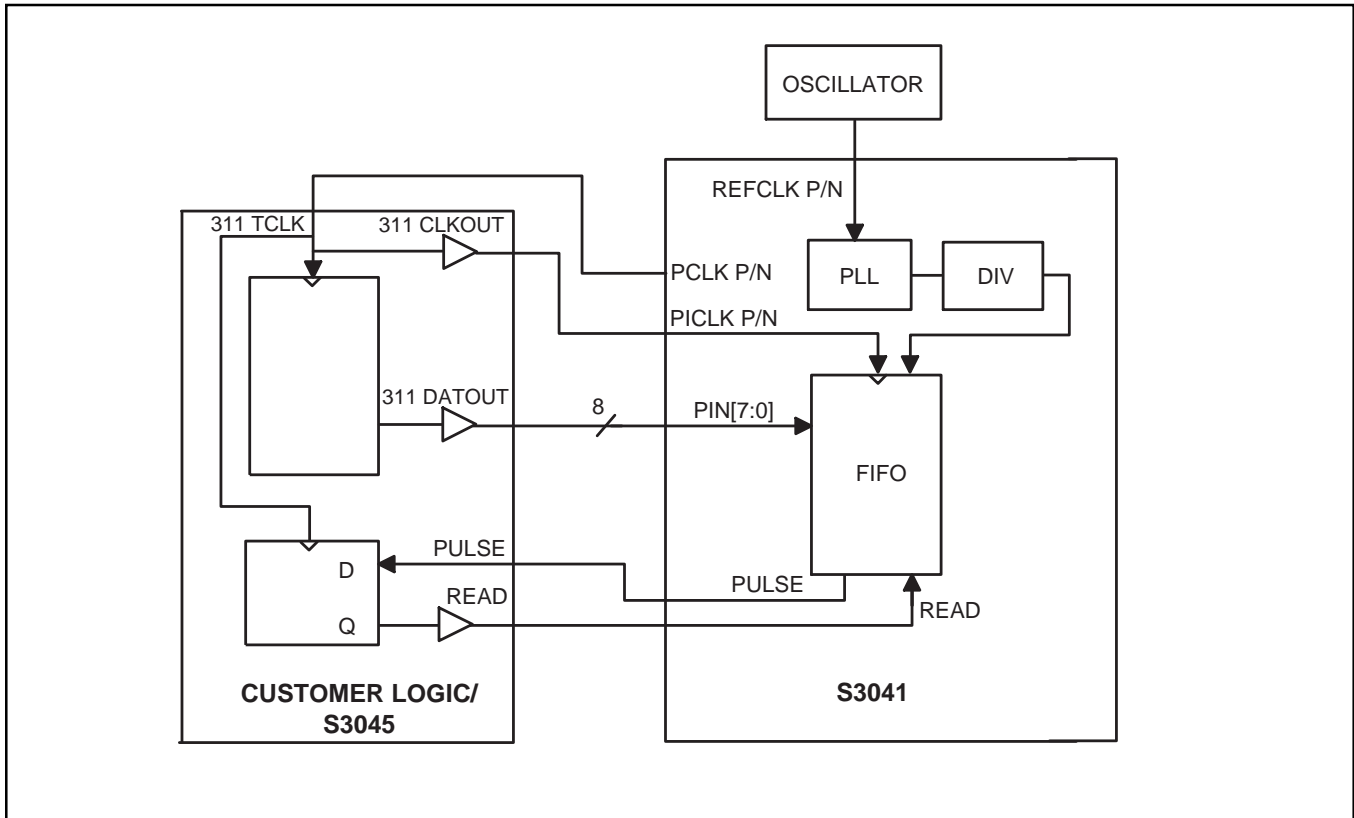 OSCILLATOR
REFCLK P/N
311 TCLK
311 CLKOUT
PCLK P/N
PLL
DIV
PICLK P/N
311 DATOUT
8
PIN[7:0]
FIFO
PULSE
D
PULSE
READ
READ
Q
CUSTOMER LOGIC/
S3045
S3041